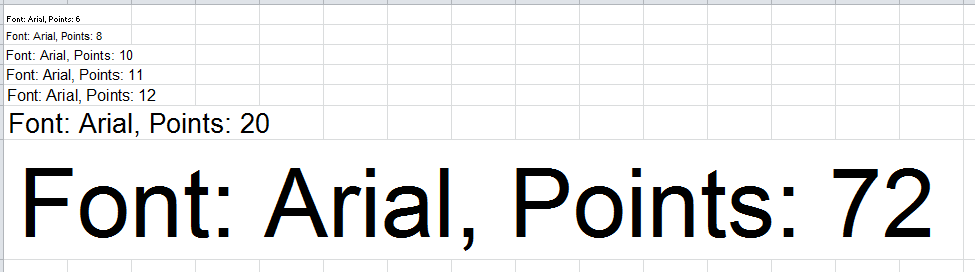 Font: Arial, Points: 6
Font: Arial, Points: 8
Font: Arial, Points: 10
Font: Arial, Points: 11
Font: Arial, Points: 12
Font: Arial, Points: 20
Font: Arial, Points: 72